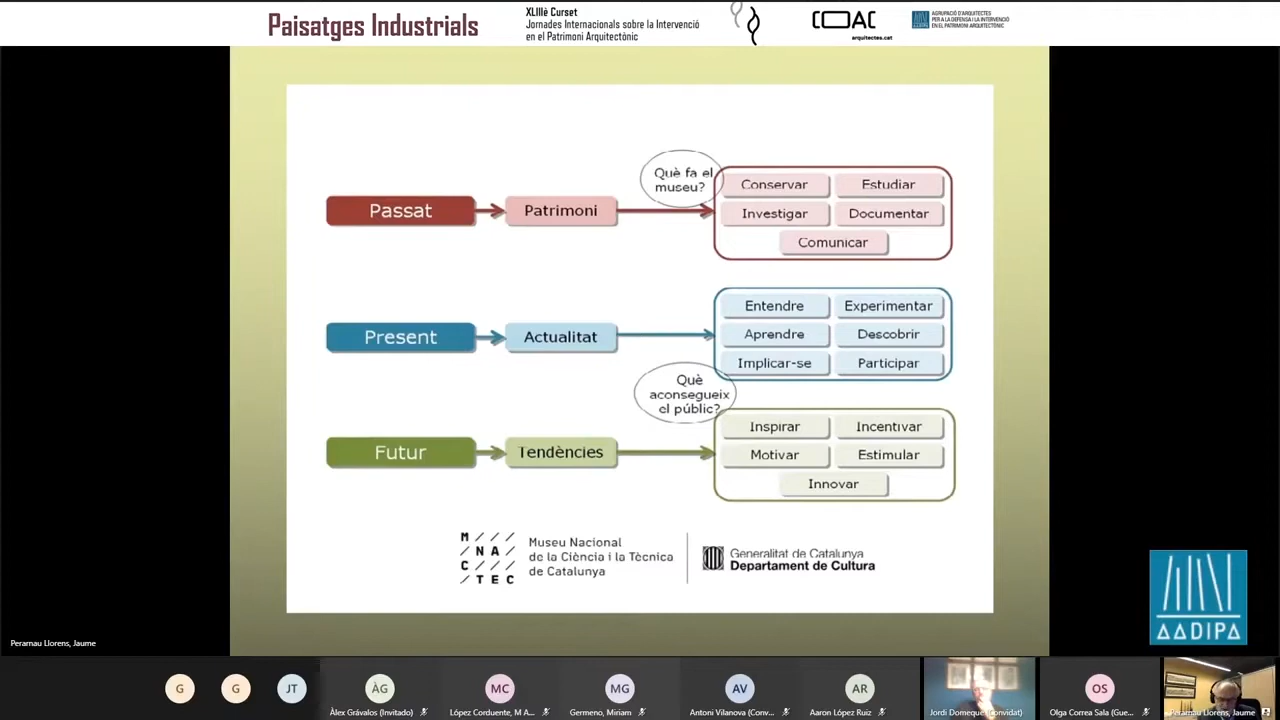 Paisatges Industrials
XLIIIè Curset
Jornades Internacionals sobre la Intervenció
en el Patrimoni Arquitectònic
COAC
arquitectes.cat
AGRUPACIÓ D'ARQUITECTES
PER A LA DEFENSA I LA INTERVENCIÓ
EN EL PATRIMONI ARQUITECTÒNIC
Què fa el
museu?
Passat
Patrimoni
Conservar
Estudiar
Investigar
Documentar
Comunicar
Present
Actualitat
Entendre
Experimentar
Aprendre
Descobrir
Implicar-se
Participar
Què
aconsegueix
el públic?
Futur
Tendències
Inspirar
Incentivar
Motivar
Estimular
Innovar
M
NA
C
TEC
Museu Nacional
de la Ciència i la Tècnica
de Catalunya
Generalitat de Catalunya
Departament de Cultura
AADIPA
Peramau Llorens, Jaume
G
G
JT
ÀG
MC
MG
AV
AR
OS
Àlex Grávalos (Invitado)
López Corduente, M A...
Germeno, Miriam
Antoni Vilanova (Conv...
Aaron López Ruiz
Jordi Domeque (Convidat)
Olga Correa Sala (Gue...
Peramau Llorens, Jaume